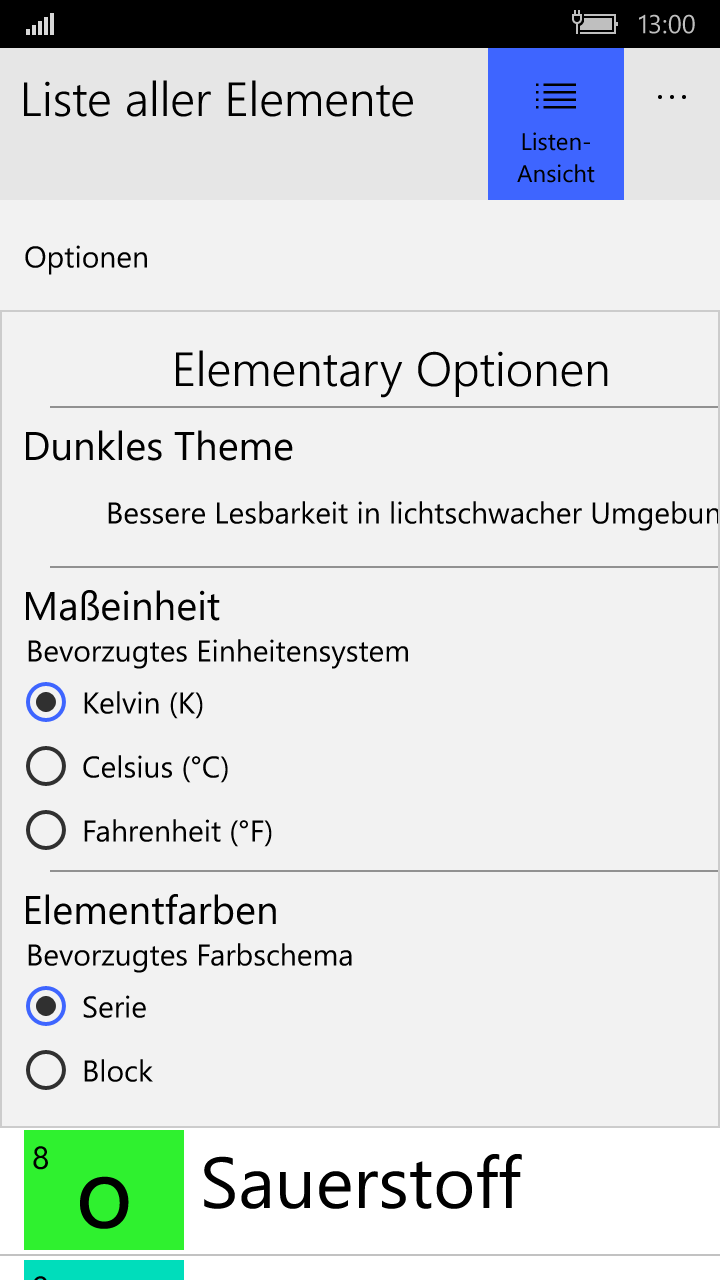 13:00
Liste aller Elemente
Listen-
Ansicht
...
Optionen
Elementary Optionen
Dunkles Theme
Bessere Lesbarkeit in lichtschwacher Umgebun
Maßeinheit
Bevorzugtes Einheitensystem
Kelvin (K)
Celsius (°C)
Fahrenheit (°F)
Elementfarben
Bevorzugtes Farbschema
Serie
Block
8
O
Sauerstoff